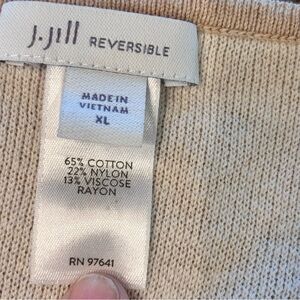 J.Jill REVERSIBLE
MADE IN
VIETNAM
XL
65% COTTON
22% NYLON
13% VISCOSE
RAYON
RN 97641